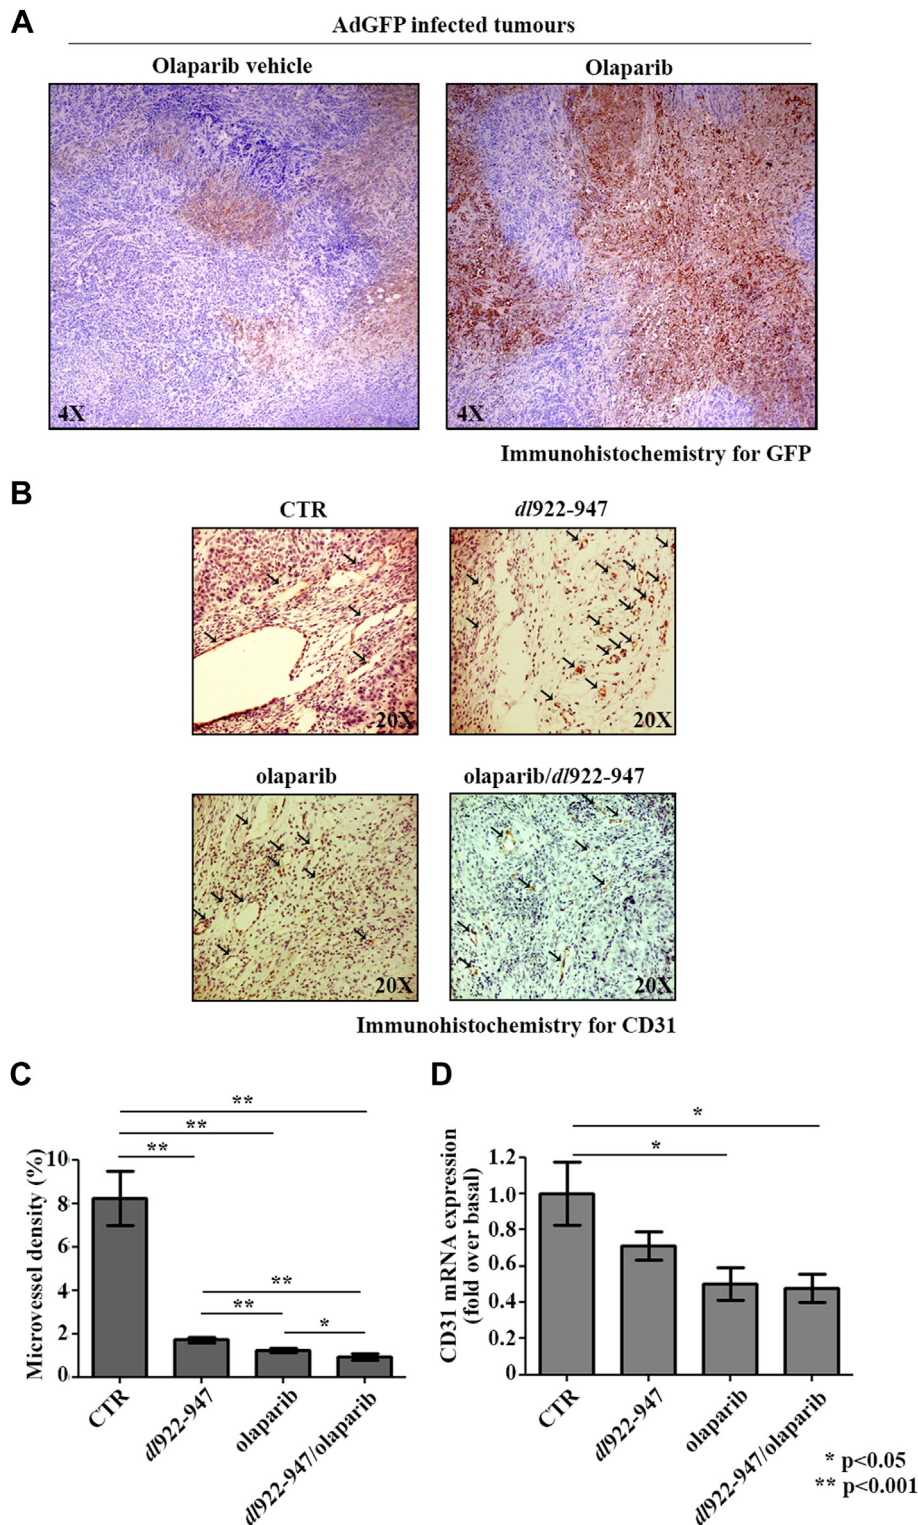 A
AdGFP infected tumours
Olaparib vehicle
Olaparib
4X
4X
Immunohistochemistry for GFP
B
CTR
dl922-947
20X
20X
olaparib
olaparib/dl922-947
20X
20X
Immunohistochemistry for CD31
C
**
**
**
**
**
*
Microvessel density (%)
10
8
6
4
2
0
CTR
dl922-947
olaparib
dl922-947/olaparib
D
*
*
CD31 mRNA expression
(fold over basal)
1.2
1.0
0.8
0.6
0.4
0.2
0
CTR
dl922-947
olaparib
dl922-947/olaparib
* p<0.05
** p<0.001